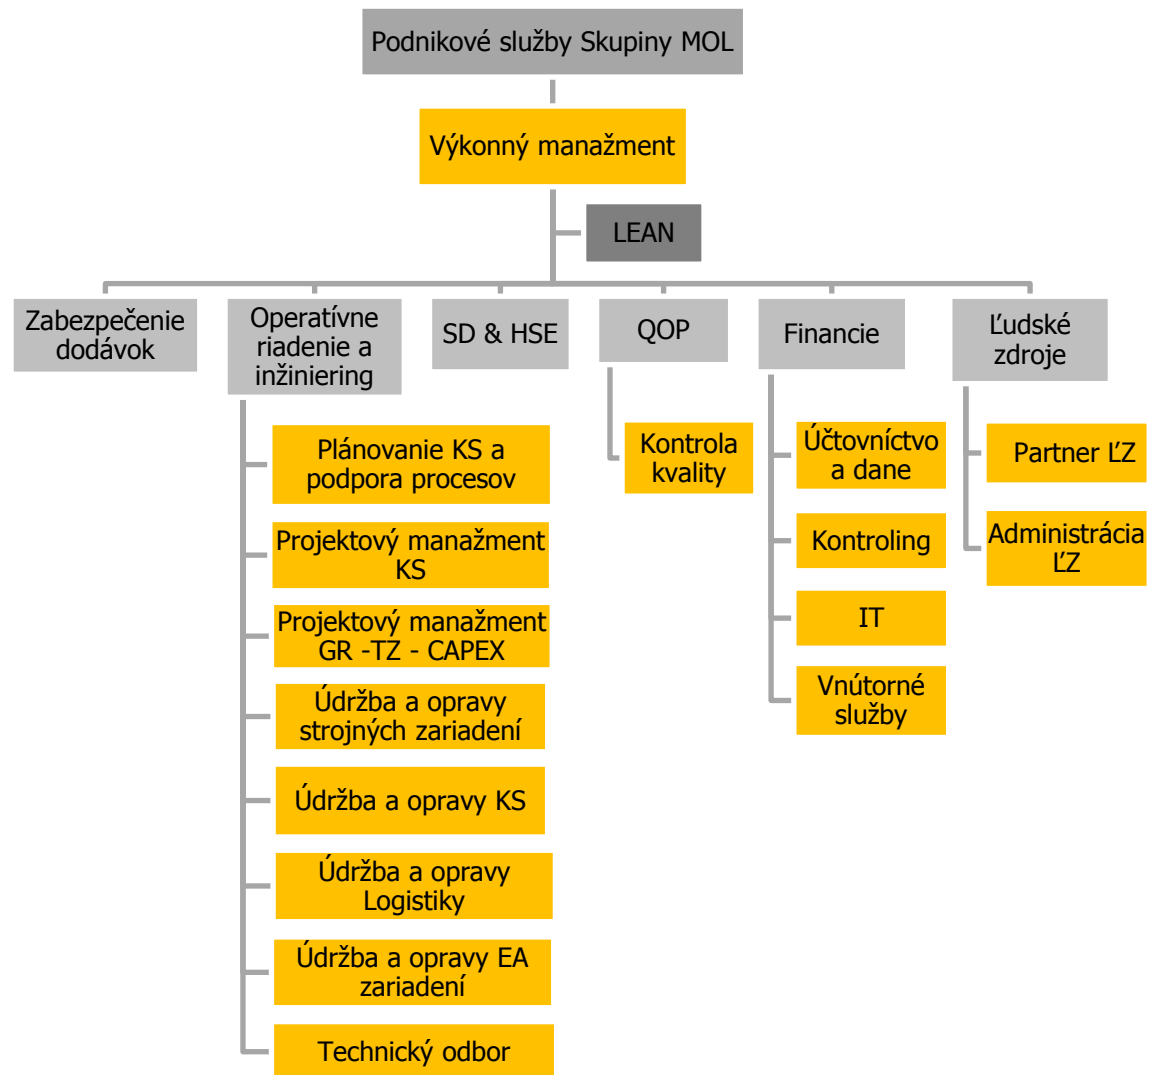 Podnikové služby Skupiny MOL
Výkonný manažment
LEAN
Zabezpečenie
dodávok
Operatívne
riadenie a
inžiniering
SD & HSE
QOP
Financie
Ľudské
zdroje
Plánovanie KS a
podpora procesov
Projektový manažment
KS
Projektový manažment
GR -TZ - CAPEX
Údržba a opravy
strojných zariadení
Údržba a opravy KS
Údržba a opravy
Logistiky
Údržba a opravy EA
zariadení
Technický odbor
Kontrola
kvality
Účtovníctvo
a dane
Kontroling
IT
Vnútorné
služby
Partner ĽZ
Administrácia
ĽZ